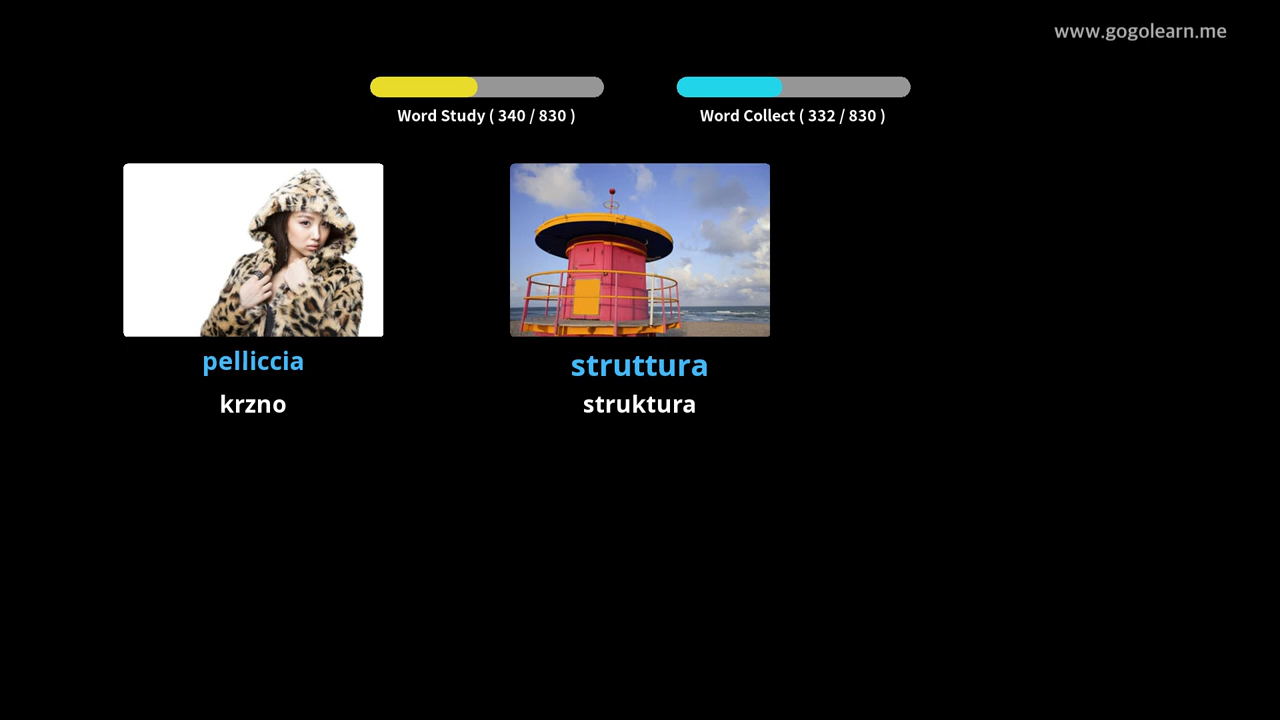 www.gogolearn.me
Word Study ( 340 / 830 )
Word Collect ( 332 / 830 )
pelliccia
krzno
struttura
struktura